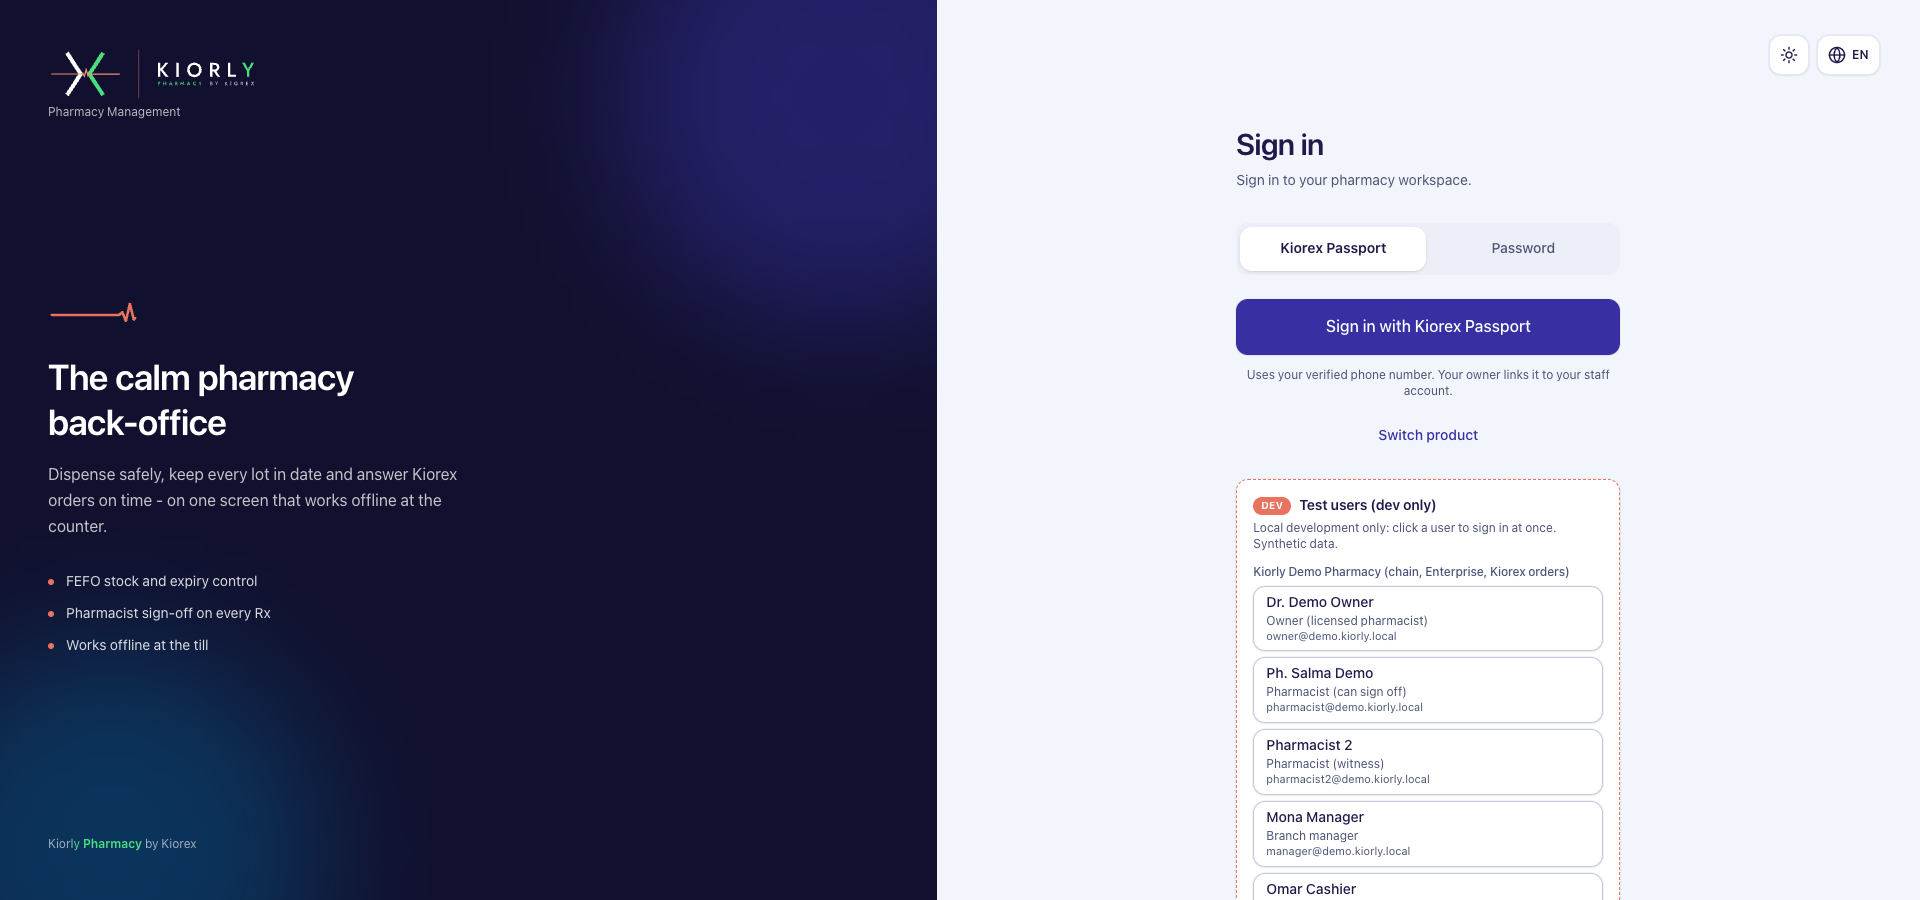 KIORLY
PHARMACY BY KIOREX
Pharmacy Management
The calm pharmacy
back-office
Dispense safely, keep every lot in date and answer Kiorex
orders on time - on one screen that works offline at the
counter.
FEFO stock and expiry control
Pharmacist sign-off on every Rx
Works offline at the till
Kiorly Pharmacy by Kiorex
EN
Sign in
Sign in to your pharmacy workspace.
Kiorex Passport
Password
Sign in with Kiorex Passport
Uses your verified phone number. Your owner links it to your staff
account.
Switch product
DEV Test users (dev only)
Local development only: click a user to sign in at once.
Synthetic data.
Kiorly Demo Pharmacy (chain, Enterprise, Kiorex orders)
Dr. Demo Owner
Owner (licensed pharmacist)
owner@demo.kiorly.local
Ph. Salma Demo
Pharmacist (can sign off)
pharmacist@demo.kiorly.local
Pharmacist 2
Pharmacist (witness)
pharmacist2@demo.kiorly.local
Mona Manager
Branch manager
manager@demo.kiorly.local
Omar Cashier